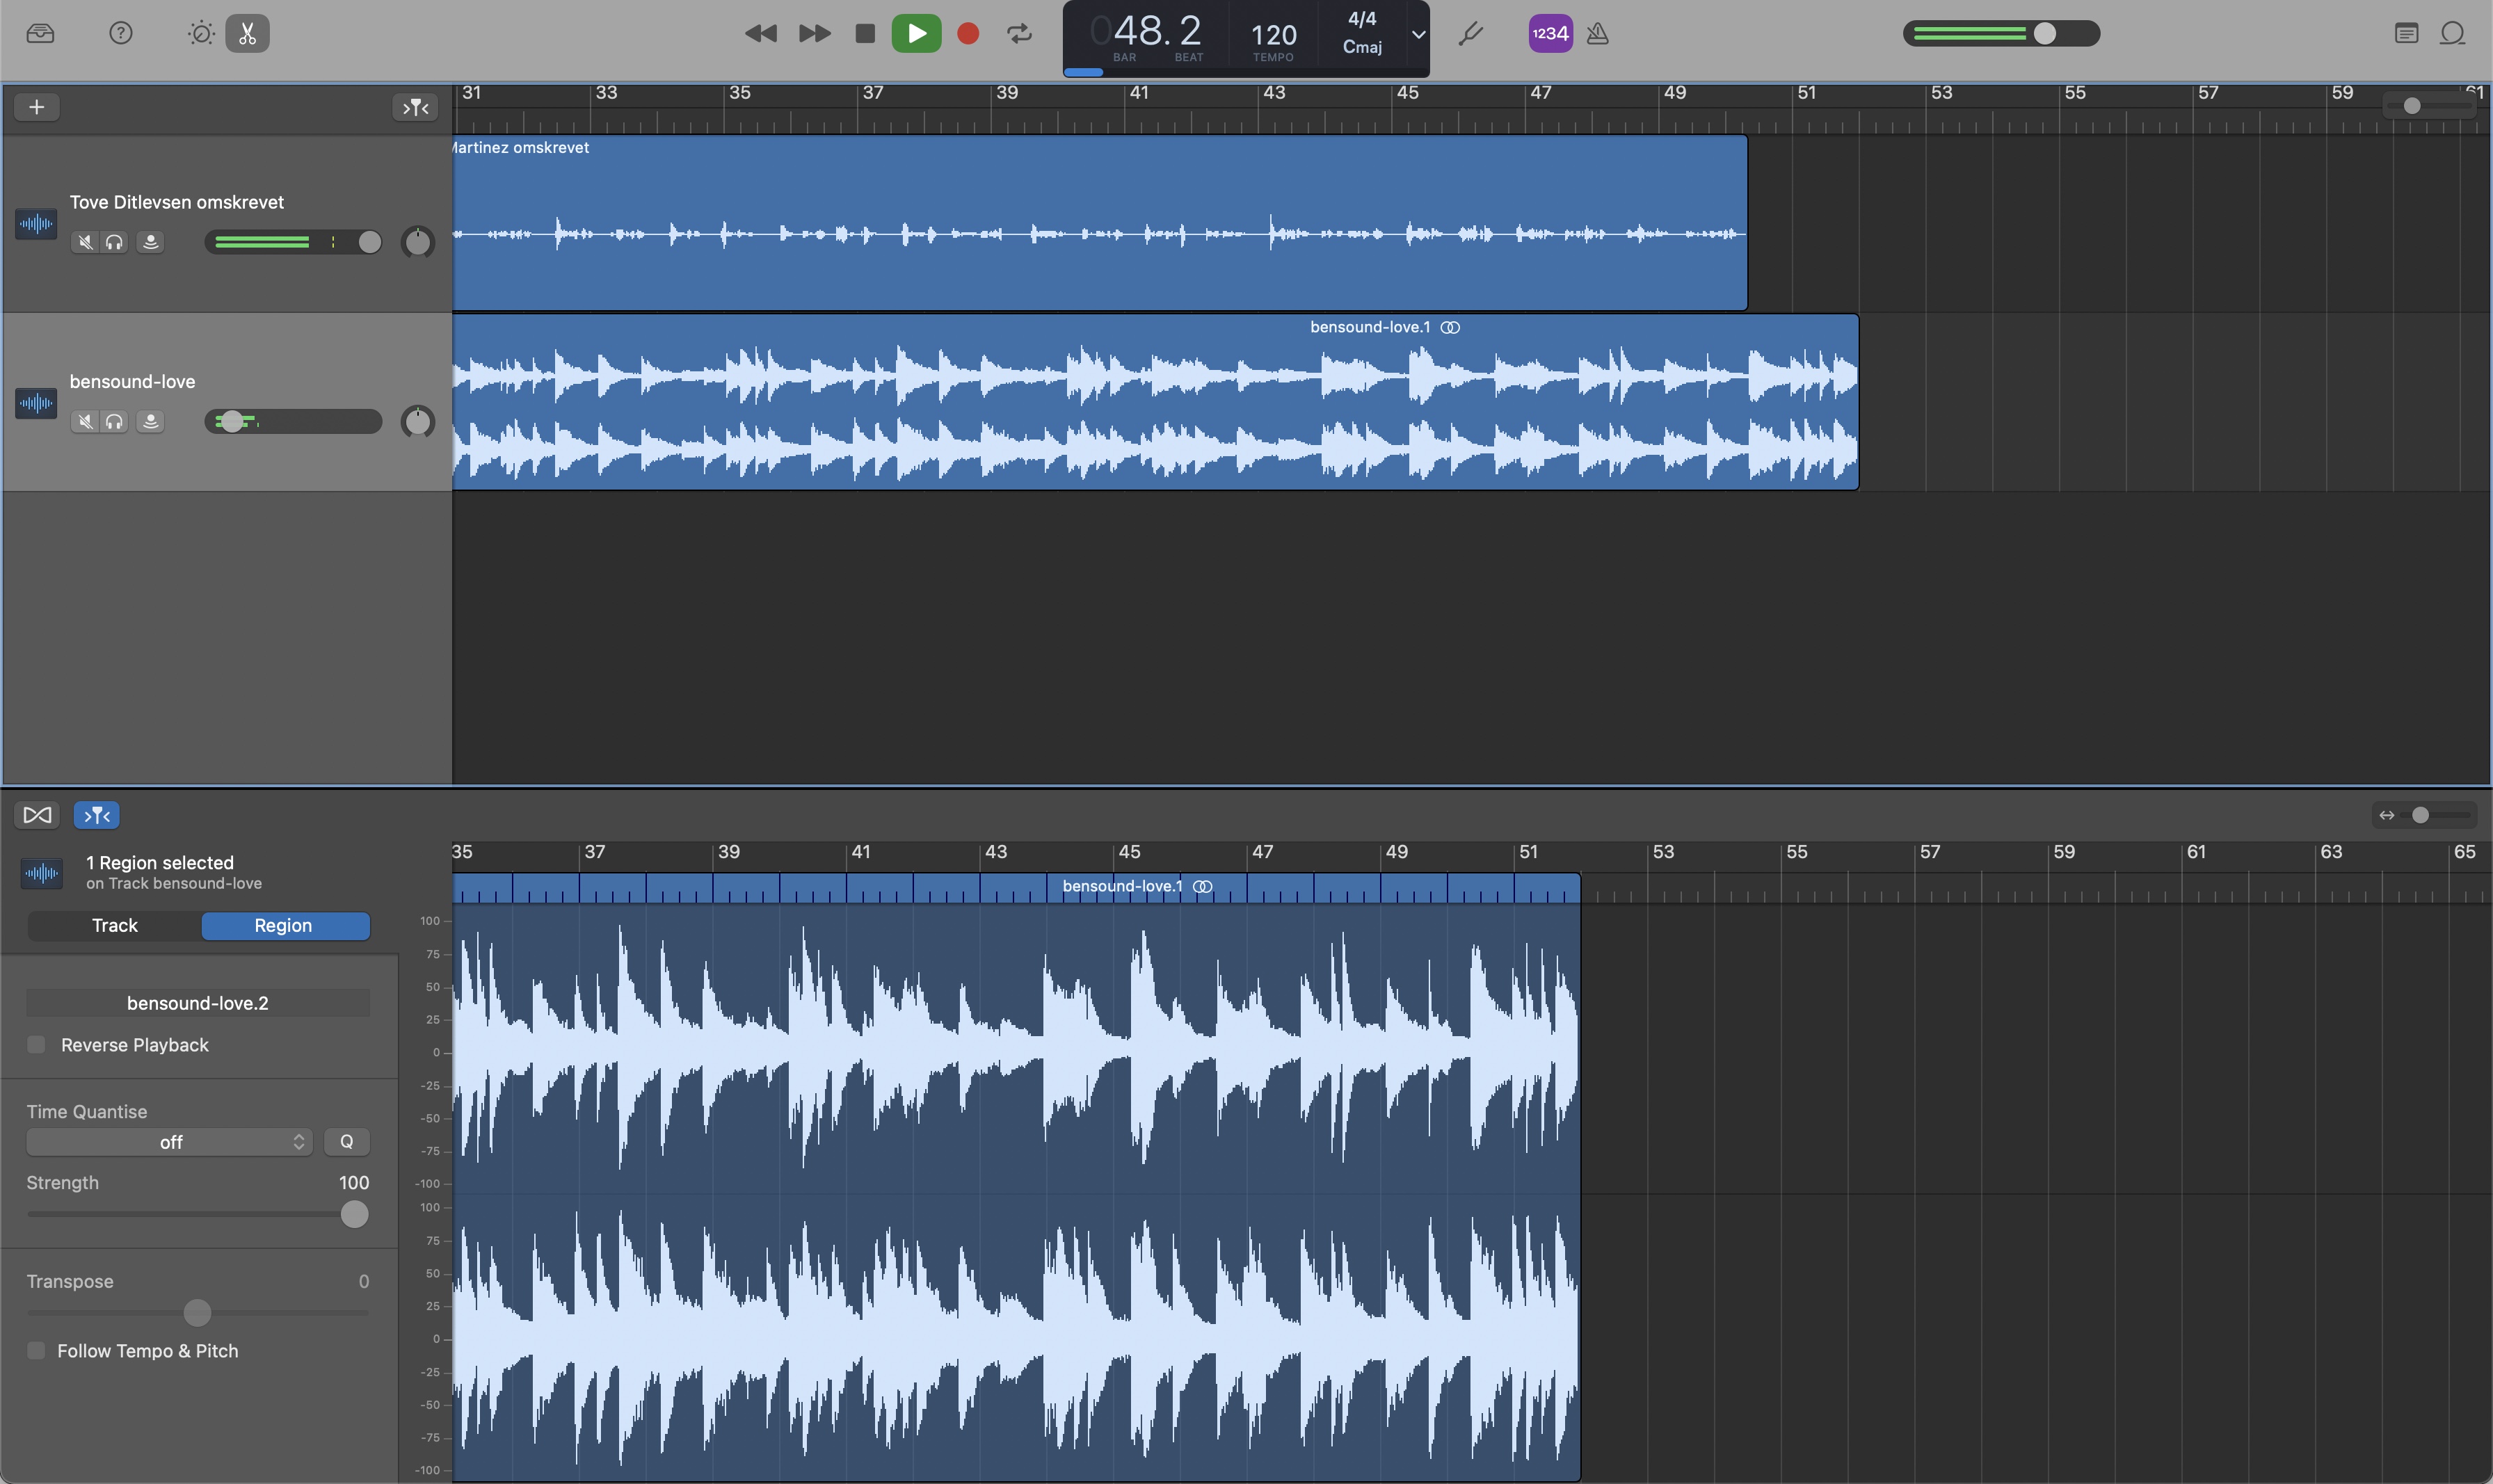 ?
048. 2
BAR BEAT
120
TEMPO
4/4
Cmaj
1234
31 33 35 37 39 41 43 45 47 49 51 53 55 57 59 61
Martinez omskrevet
Tove Ditlevsen omskrevet
bensound-love.1
bensound-love
1 Region selected
on Track bensound-love
35 37 39 41 43 45 47 49 51 53 55 57 59 61 63 65
bensound-love.1
Track Region
bensound-love.2
Reverse Playback
Time Quantise
off Q
Strength 100
Transpose 0
Follow Tempo & Pitch
100
75
50
25
0
-25
-50
-75
-100
100
75
50
25
0
-25
-50
-75
-100